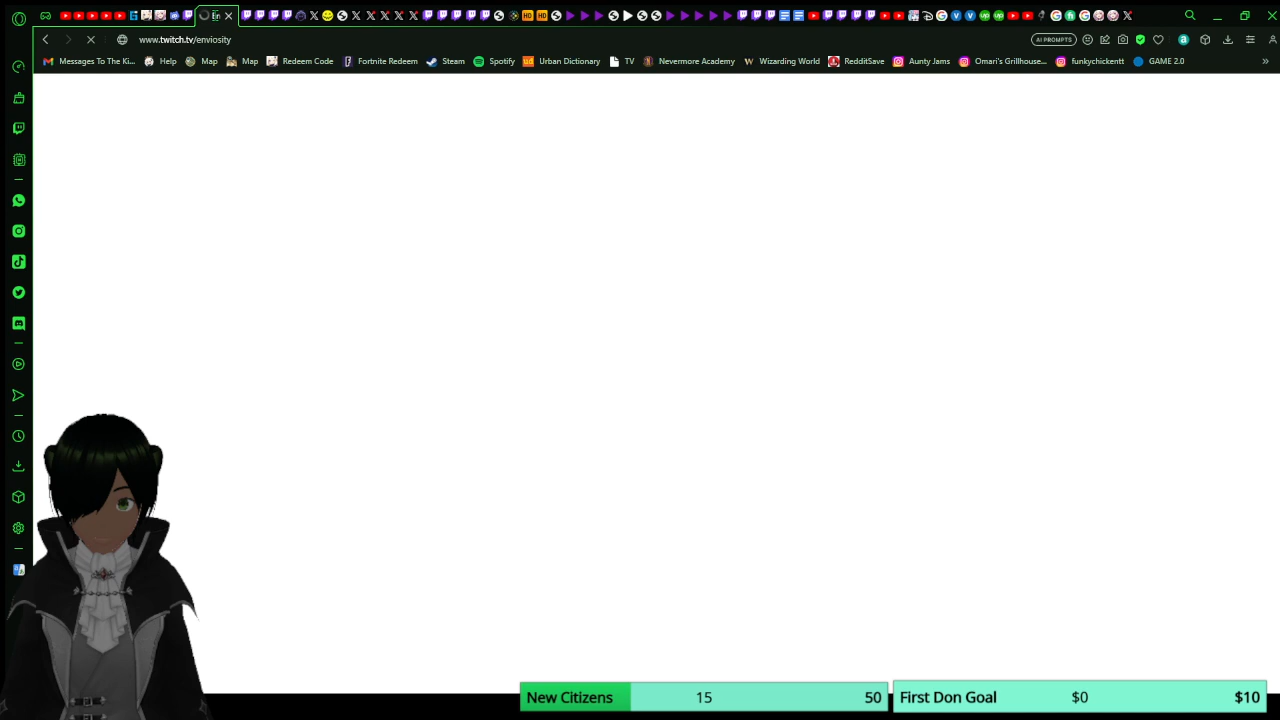 www.twitch.tv/enviosity
AI PROMPTS
Messages To The Ki...
Help
Map
Map
Redeem Code
Fortnite Redeem
Steam
Spotify
Urban Dictionary
TV
Nevermore Academy
Wizarding World
RedditSave
Aunty Jams
Omari's Grillhouse...
funkychickentt
GAME 2.0
New Citizens 15 50
First Don Goal $0 $10